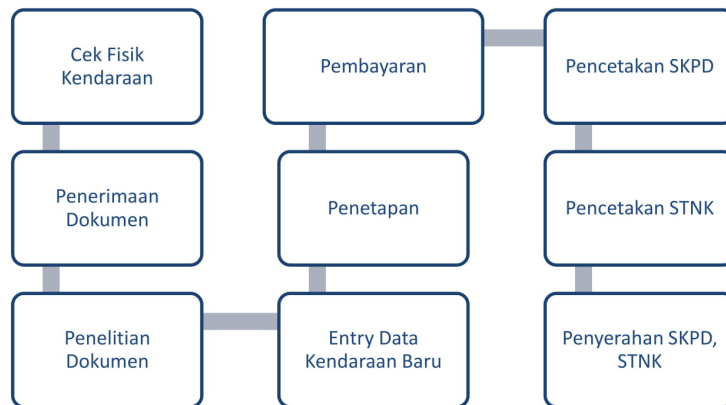 Cek Fisik
Kendaraan
Penerimaan
Dokumen
Penelitian
Dokumen
Entry Data
Kendaraan Baru
Penetapan
Pembayaran
Pencetakan SKPD
Pencetakan STNK
Penyerahan SKPD,
STNK